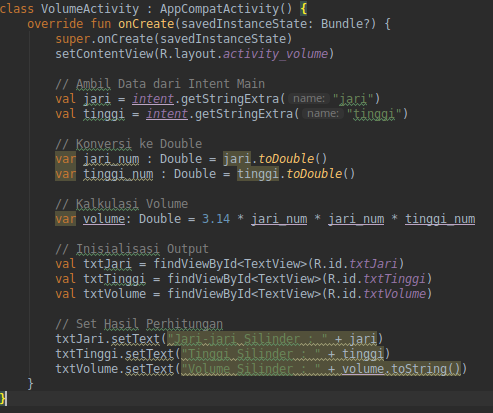 class VolumeActivity : AppCompatActivity() {
override fun onCreate(savedInstanceState: Bundle?) {
super.onCreate(savedInstanceState)
setContentView(R.layout.activity_volume)
// Ambil Data dari Intent Main
val jari = intent.getStringExtra( name: "jari")
val tinggi = intent.getStringExtra( name: "tinggi")
// Konversi ke Double
var jari_num : Double = jari.toDouble()
var tinggi_num : Double = tinggi.toDouble()
// Kalkulasi Volume
var volume: Double = 3.14 * jari_num * jari_num * tinggi_num
// Inisialisasi Output
val txtJari = findViewById<TextView>(R.id.txtJari)
val txtTinggi = findViewById<TextView>(R.id.txtTinggi)
val txtVolume = findViewById<TextView>(R.id.txtVolume)
// Set Hasil Perhitungan
txtJari.setText("Jari-jari Silinder : " + jari)
txtTinggi.setText("Tinggi Silinder : " + tinggi)
txtVolume.setText("Volume Silinder : " + volume.toString())
}
}